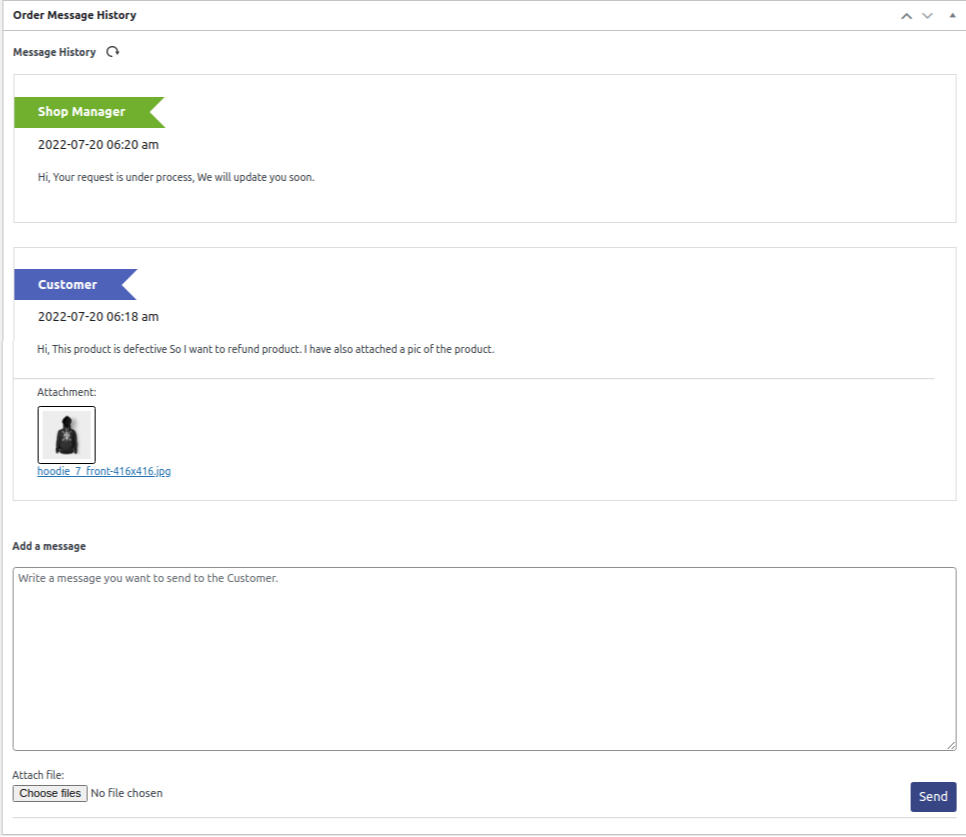 Order Message History
Message History
Shop Manager
2022-07-20 06:20 am
Hi, Your request is under process, We will update you soon.
Customer
2022-07-20 06:18 am
Hi, This product is defective So I want to refund product. I have also attached a pic of the product.
Attachment:
hoodie_7_front-416x416.jpg
Add a message
Write a message you want to send to the Customer.
Attach file:
Choose files No file chosen
Send